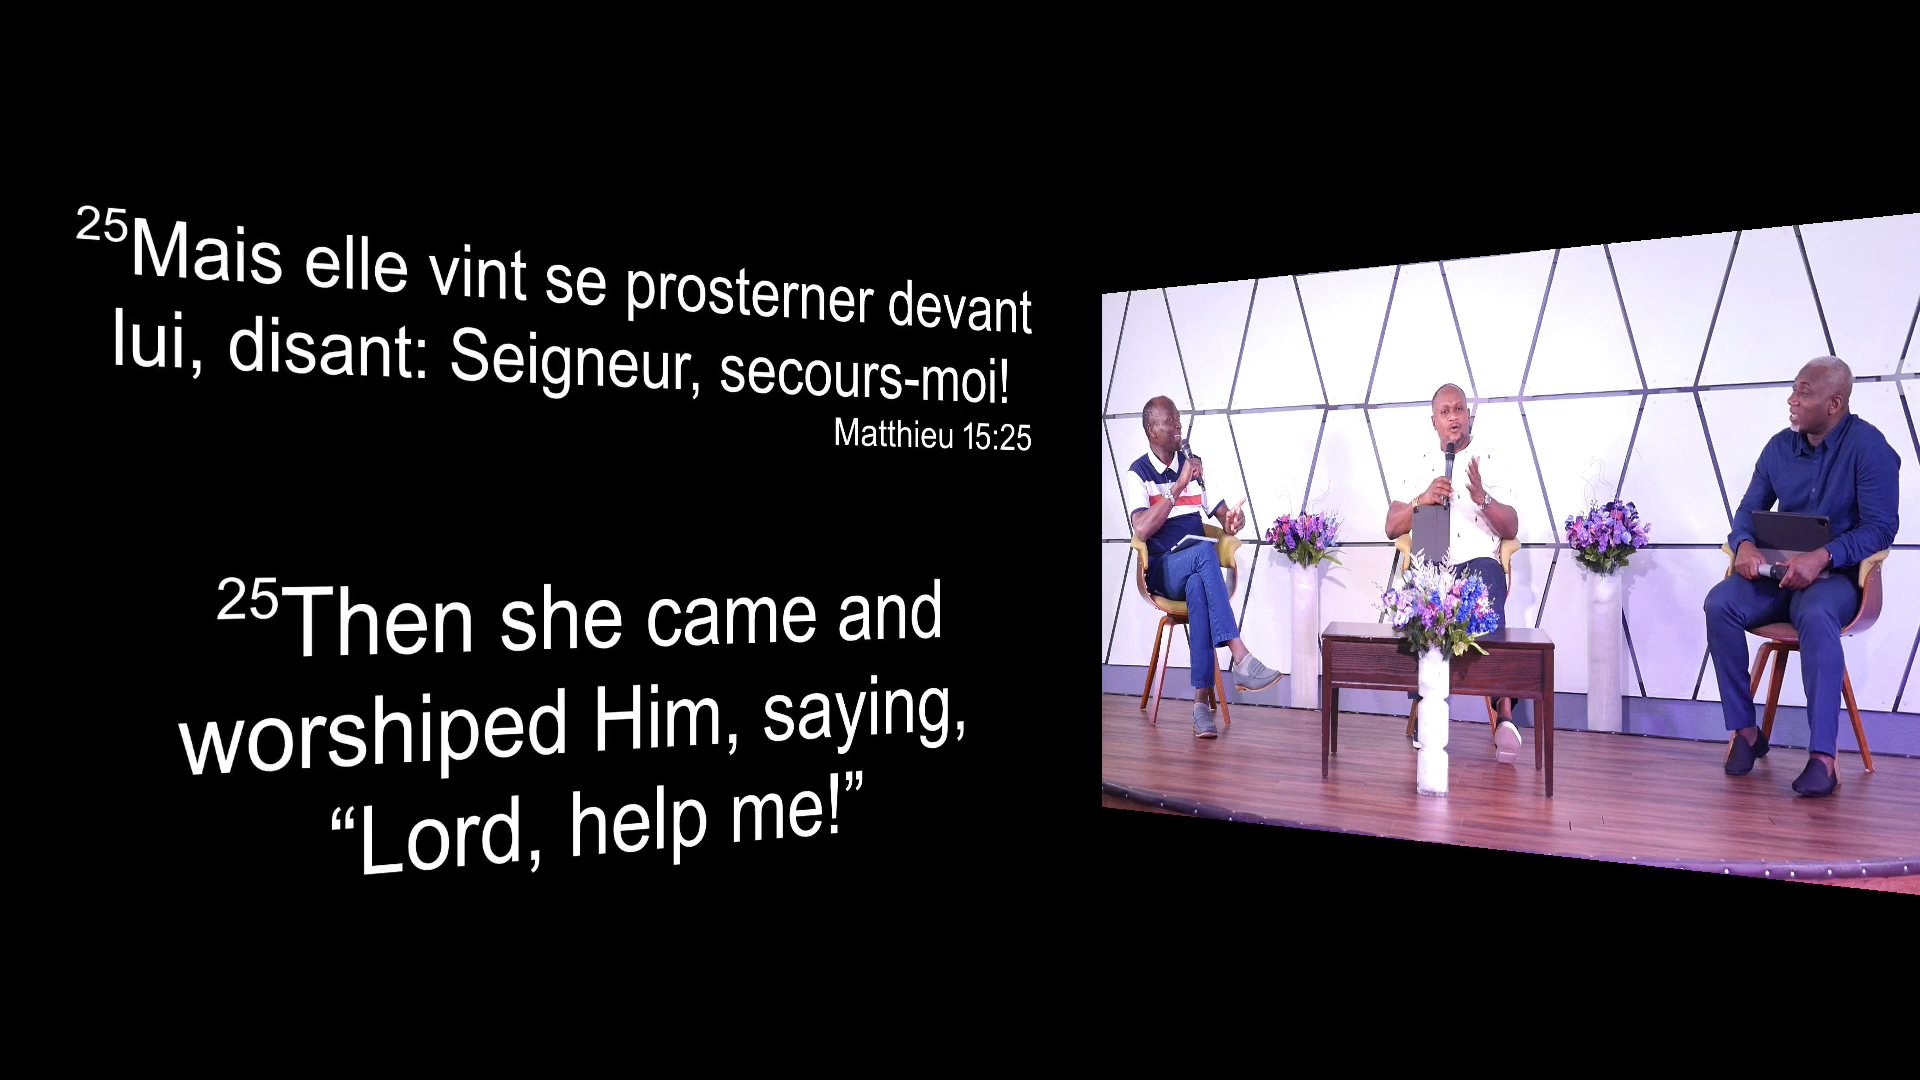 25Mais elle vint se prosterner devant
lui, disant: Seigneur, secours-moi!
Matthieu 15:25
25Then she came and
worshiped Him, saying,
“Lord, help me!”